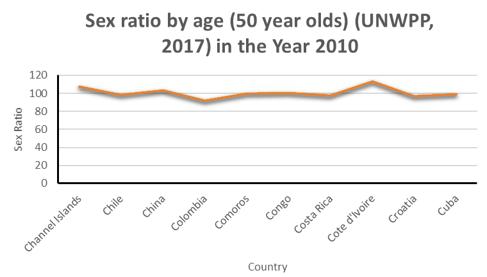 Sex ratio by age (50 year olds) (UNWPP,
2017) in the Year 2010
120
100
80
60
40
20
0
Sex Ratio
Channel Islands
Chile
China
Colombia
Comoros
Congo
Costa Rica
Cote d'Ivoire
Croatia
Cuba
Country